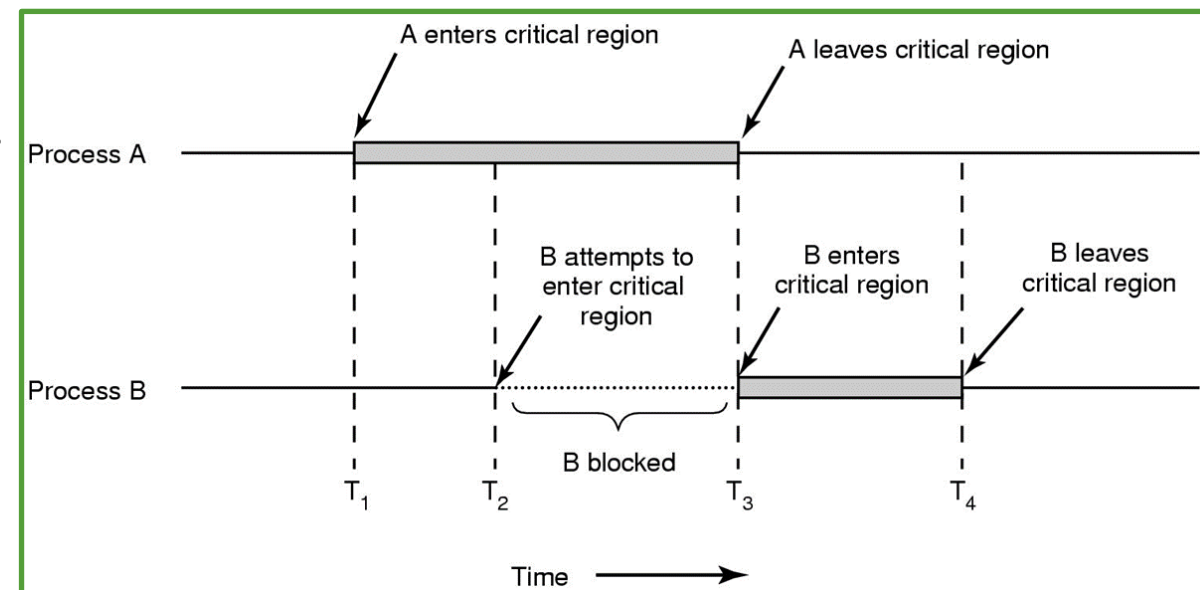 A enters critical region
A leaves critical region
Process A
B attempts to
enter critical
region
B enters
critical region
B leaves
critical region
Process B
B blocked
T1
T2
T3
T4
Time